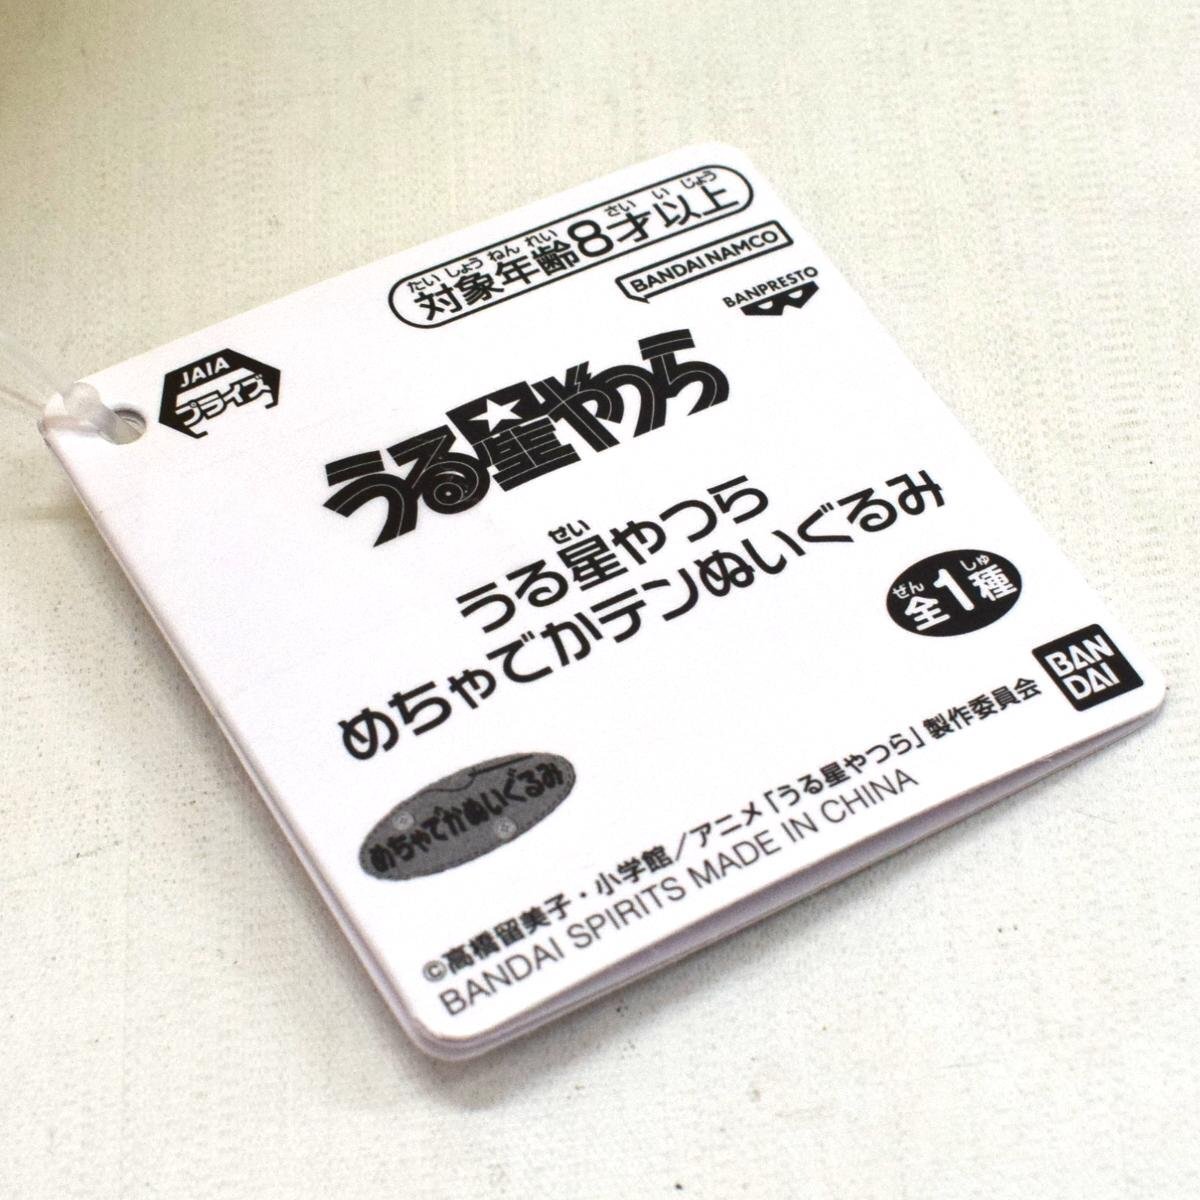 たいしょうねんれい さいいじょう
対象年齢8才以上
BANDAI NAMCO
BANPRESTO
JAIA
プライズ
うる星やつら
せい
うる星やつら
めちゃでかテンぬいぐるみ
ぜん しゅ
全1種
BAN
DAI
めちゃでかぬいぐるみ
©高橋留美子・小学館/アニメ「うる星やつら」製作委員会
BANDAI SPIRITS MADE IN CHINA